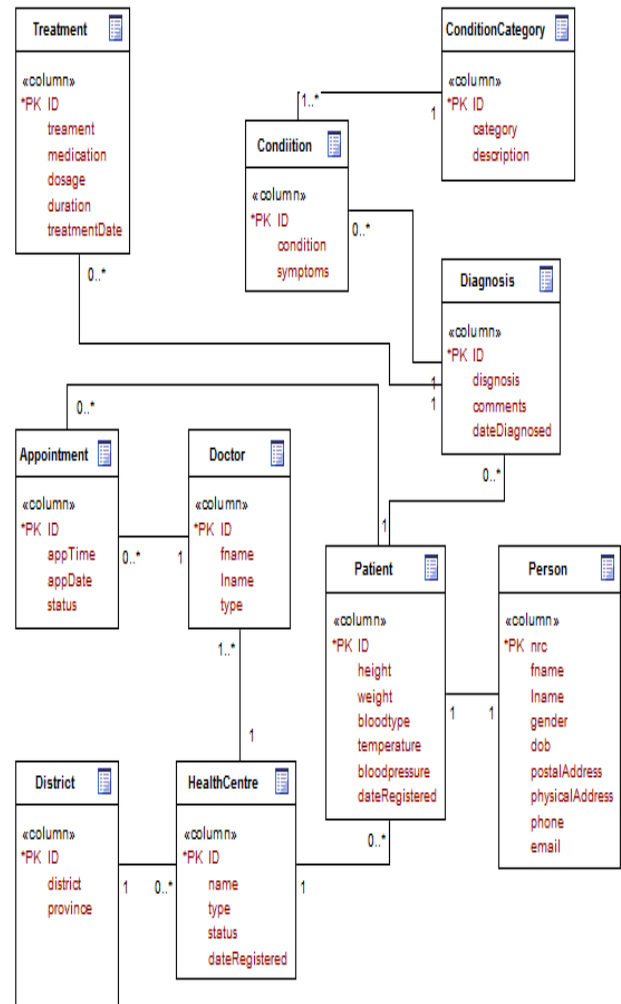 Treatment
«column»
*PK ID
treament
medication
dosage
duration
treatmentDate
0..*
ConditionCategory
«column»
*PK ID
category
description
1
1..*
Condiition
«column»
*PK ID
condition
symptoms
0..*
Diagnosis
«column»
*PK ID
disgnosis
comments
dateDiagnosed
1
1
0..*
0..*
Appointment
«column»
*PK ID
appTime
appDate
status
0..*
1
Doctor
«column»
*PK ID
fname
lname
type
1..*
1
1
Patient
«column»
*PK ID
height
weight
bloodtype
temperature
bloodpressure
dateRegistered
0..*
1
1
Person
«column»
*PK nrc
fname
lname
gender
dob
postalAddress
physicalAddress
phone
email
District
«column»
*PK ID
district
province
1
0..*
HealthCentre
«column»
*PK ID
name
type
status
dateRegistered
1